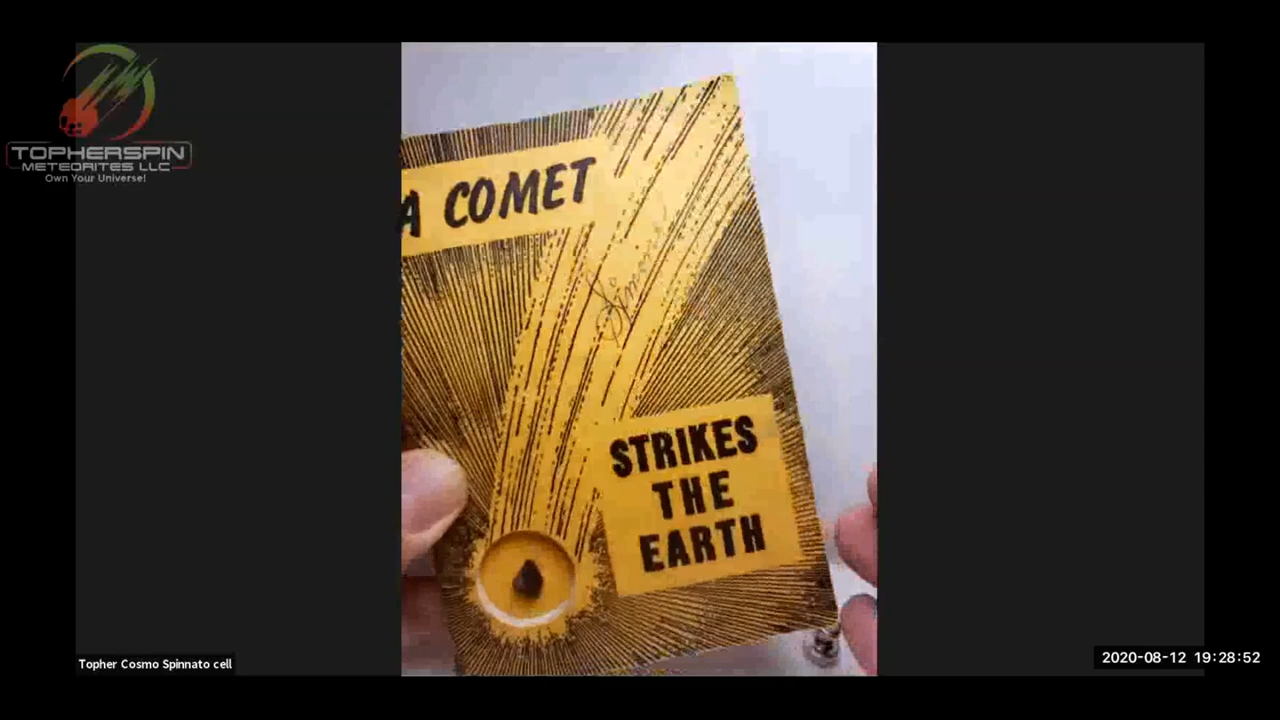 TOPHERSPIN
METEORITES LLC
Own Your Universe!
A COMET
STRIKES
THE
EARTH
Topher Cosmo Spinnato cell
2020-08-12 19:28:52